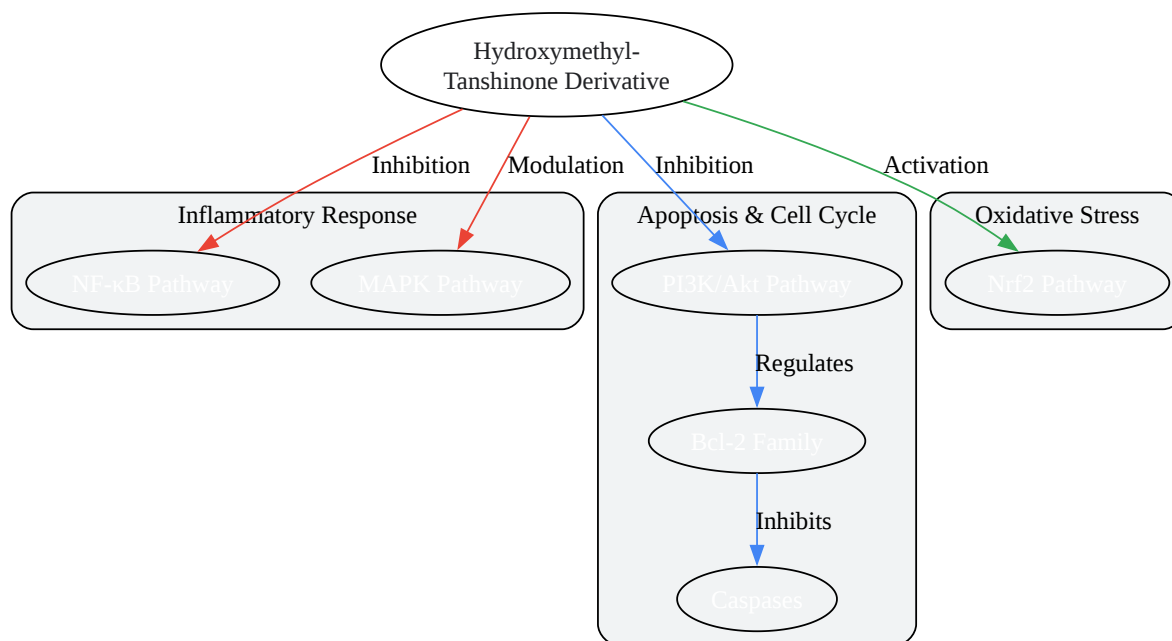 Hydroxymethyl-
Tanshinone Derivative
Inhibition
Modulation
Inhibition
Activation
Inflammatory Response
Apoptosis & Cell Cycle
Oxidative Stress
NF-κB Pathway
MAPK Pathway
PI3K/Akt Pathway
Nrf2 Pathway
Regulates
Bcl-2 Family
Inhibits
Caspases